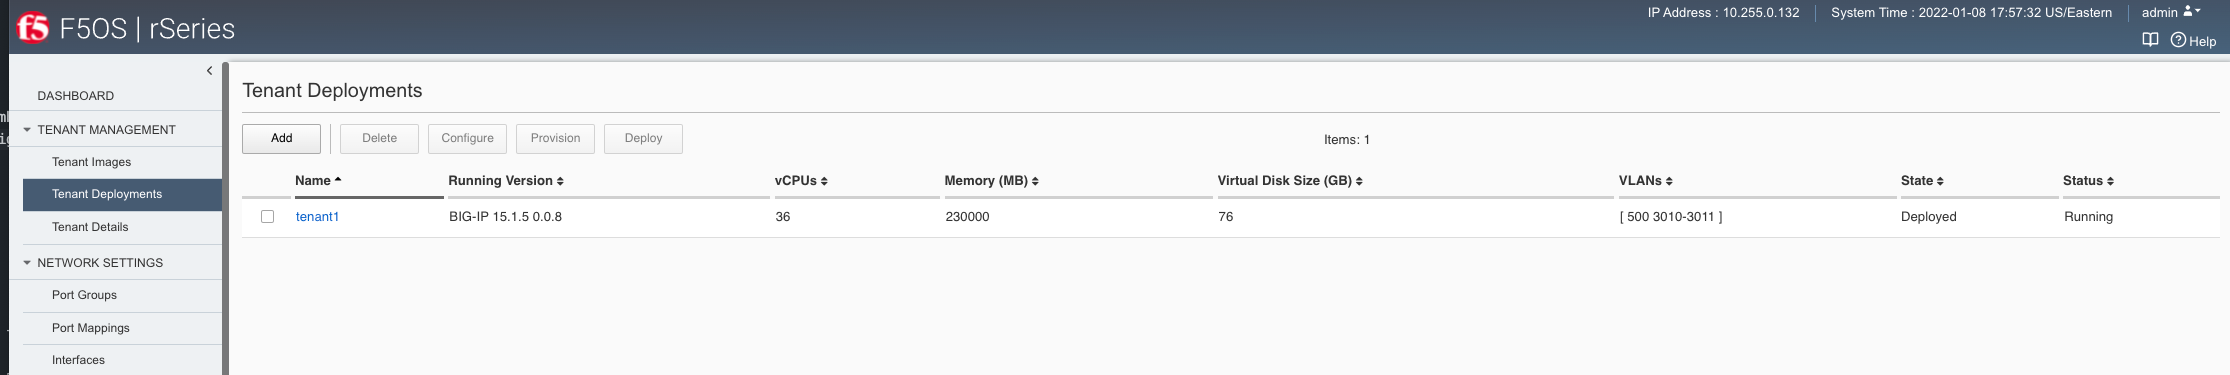 IP Address : 10.255.0.132 System Time : 2022-01-08 17:57:32 US/Eastern admin
f5 F5OS | rSeries
Help
DASHBOARD
TENANT MANAGEMENT
Tenant Images
Tenant Deployments
Tenant Details
NETWORK SETTINGS
Port Groups
Port Mappings
Interfaces
Tenant Deployments
Add Delete Configure Provision Deploy Items: 1
Name Running Version vCPUs Memory (MB) Virtual Disk Size (GB) VLANs State Status
tenant1 BIG-IP 15.1.5 0.0.8 36 230000 76 [ 500 3010-3011 ] Deployed Running